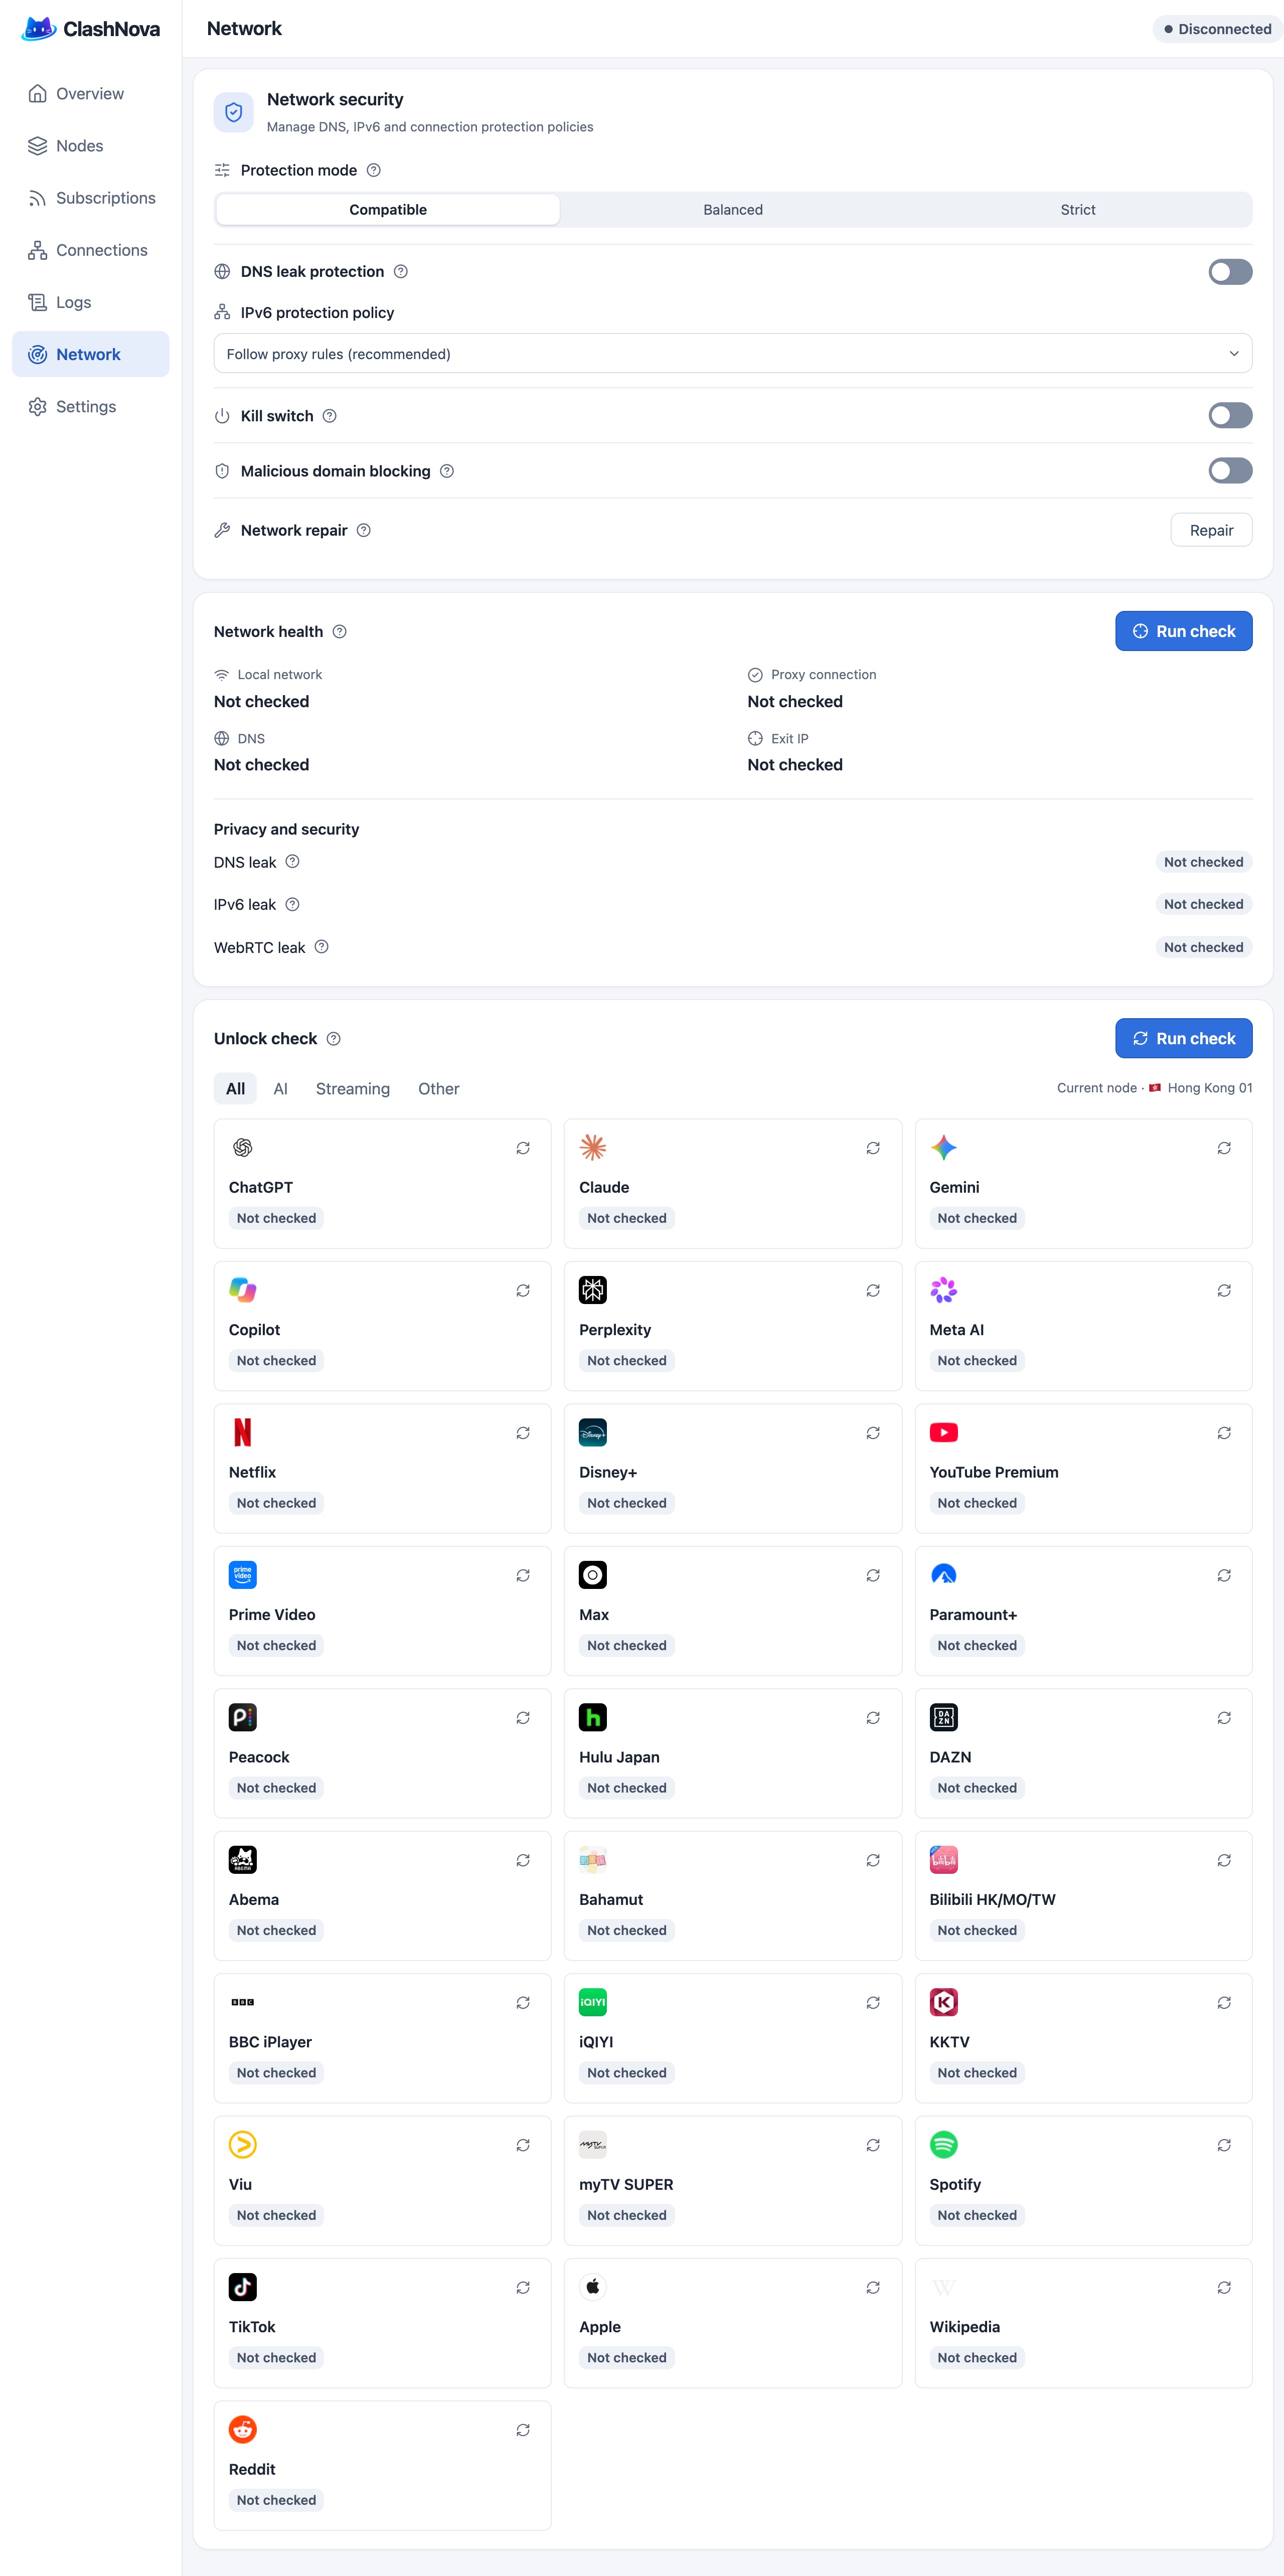 ClashNova
Network
Disconnected
Overview
Nodes
Subscriptions
Connections
Logs
Network
Settings
Network security
Manage DNS, IPv6 and connection protection policies
Protection mode
Compatible
Balanced
Strict
DNS leak protection
IPv6 protection policy
Follow proxy rules (recommended)
Kill switch
Malicious domain blocking
Network repair
Repair
Network health
Run check
Local network
Not checked
Proxy connection
Not checked
DNS
Not checked
Exit IP
Not checked
Privacy and security
DNS leak
Not checked
IPv6 leak
Not checked
WebRTC leak
Not checked
Unlock check
Run check
All
AI
Streaming
Other
Current node · Hong Kong 01
ChatGPT
Not checked
Claude
Not checked
Gemini
Not checked
Copilot
Not checked
Perplexity
Not checked
Meta AI
Not checked
Netflix
Not checked
Disney+
Disney+
Not checked
YouTube Premium
Not checked
prime
video
Prime Video
Not checked
Max
Not checked
Paramount+
Not checked
Peacock
Not checked
Hulu Japan
Not checked
DA
ZN
DAZN
Not checked
Abema
Not checked
Bahamut
Not checked
Bilibili HK/MO/TW
Not checked
BBC
BBC iPlayer
Not checked
iQIYI
iQIYI
Not checked
K
KKTV
Not checked
Viu
Not checked
myTV SUPER
Not checked
Spotify
Not checked
TikTok
Not checked
Apple
Not checked
W
Wikipedia
Not checked
Reddit
Not checked